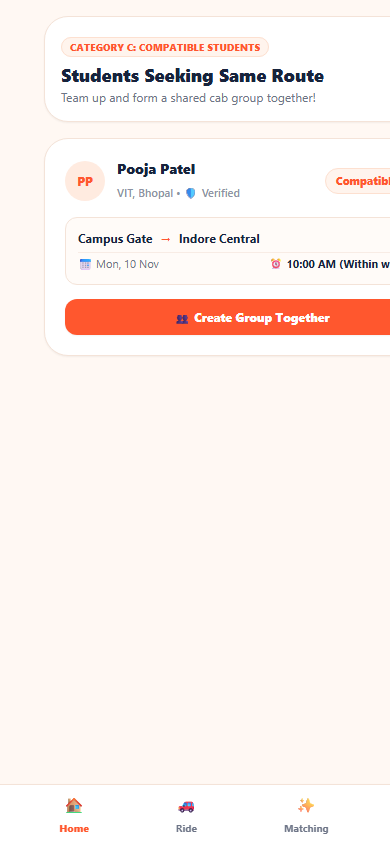 CATEGORY C: COMPATIBLE STUDENTS
Students Seeking Same Route
Team up and form a shared cab group together!
PP
Pooja Patel
Compatibl
VIT, Bhopal • Verified
Campus Gate → Indore Central
Mon, 10 Nov
10:00 AM (Within w
Create Group Together
Home
Ride
Matching